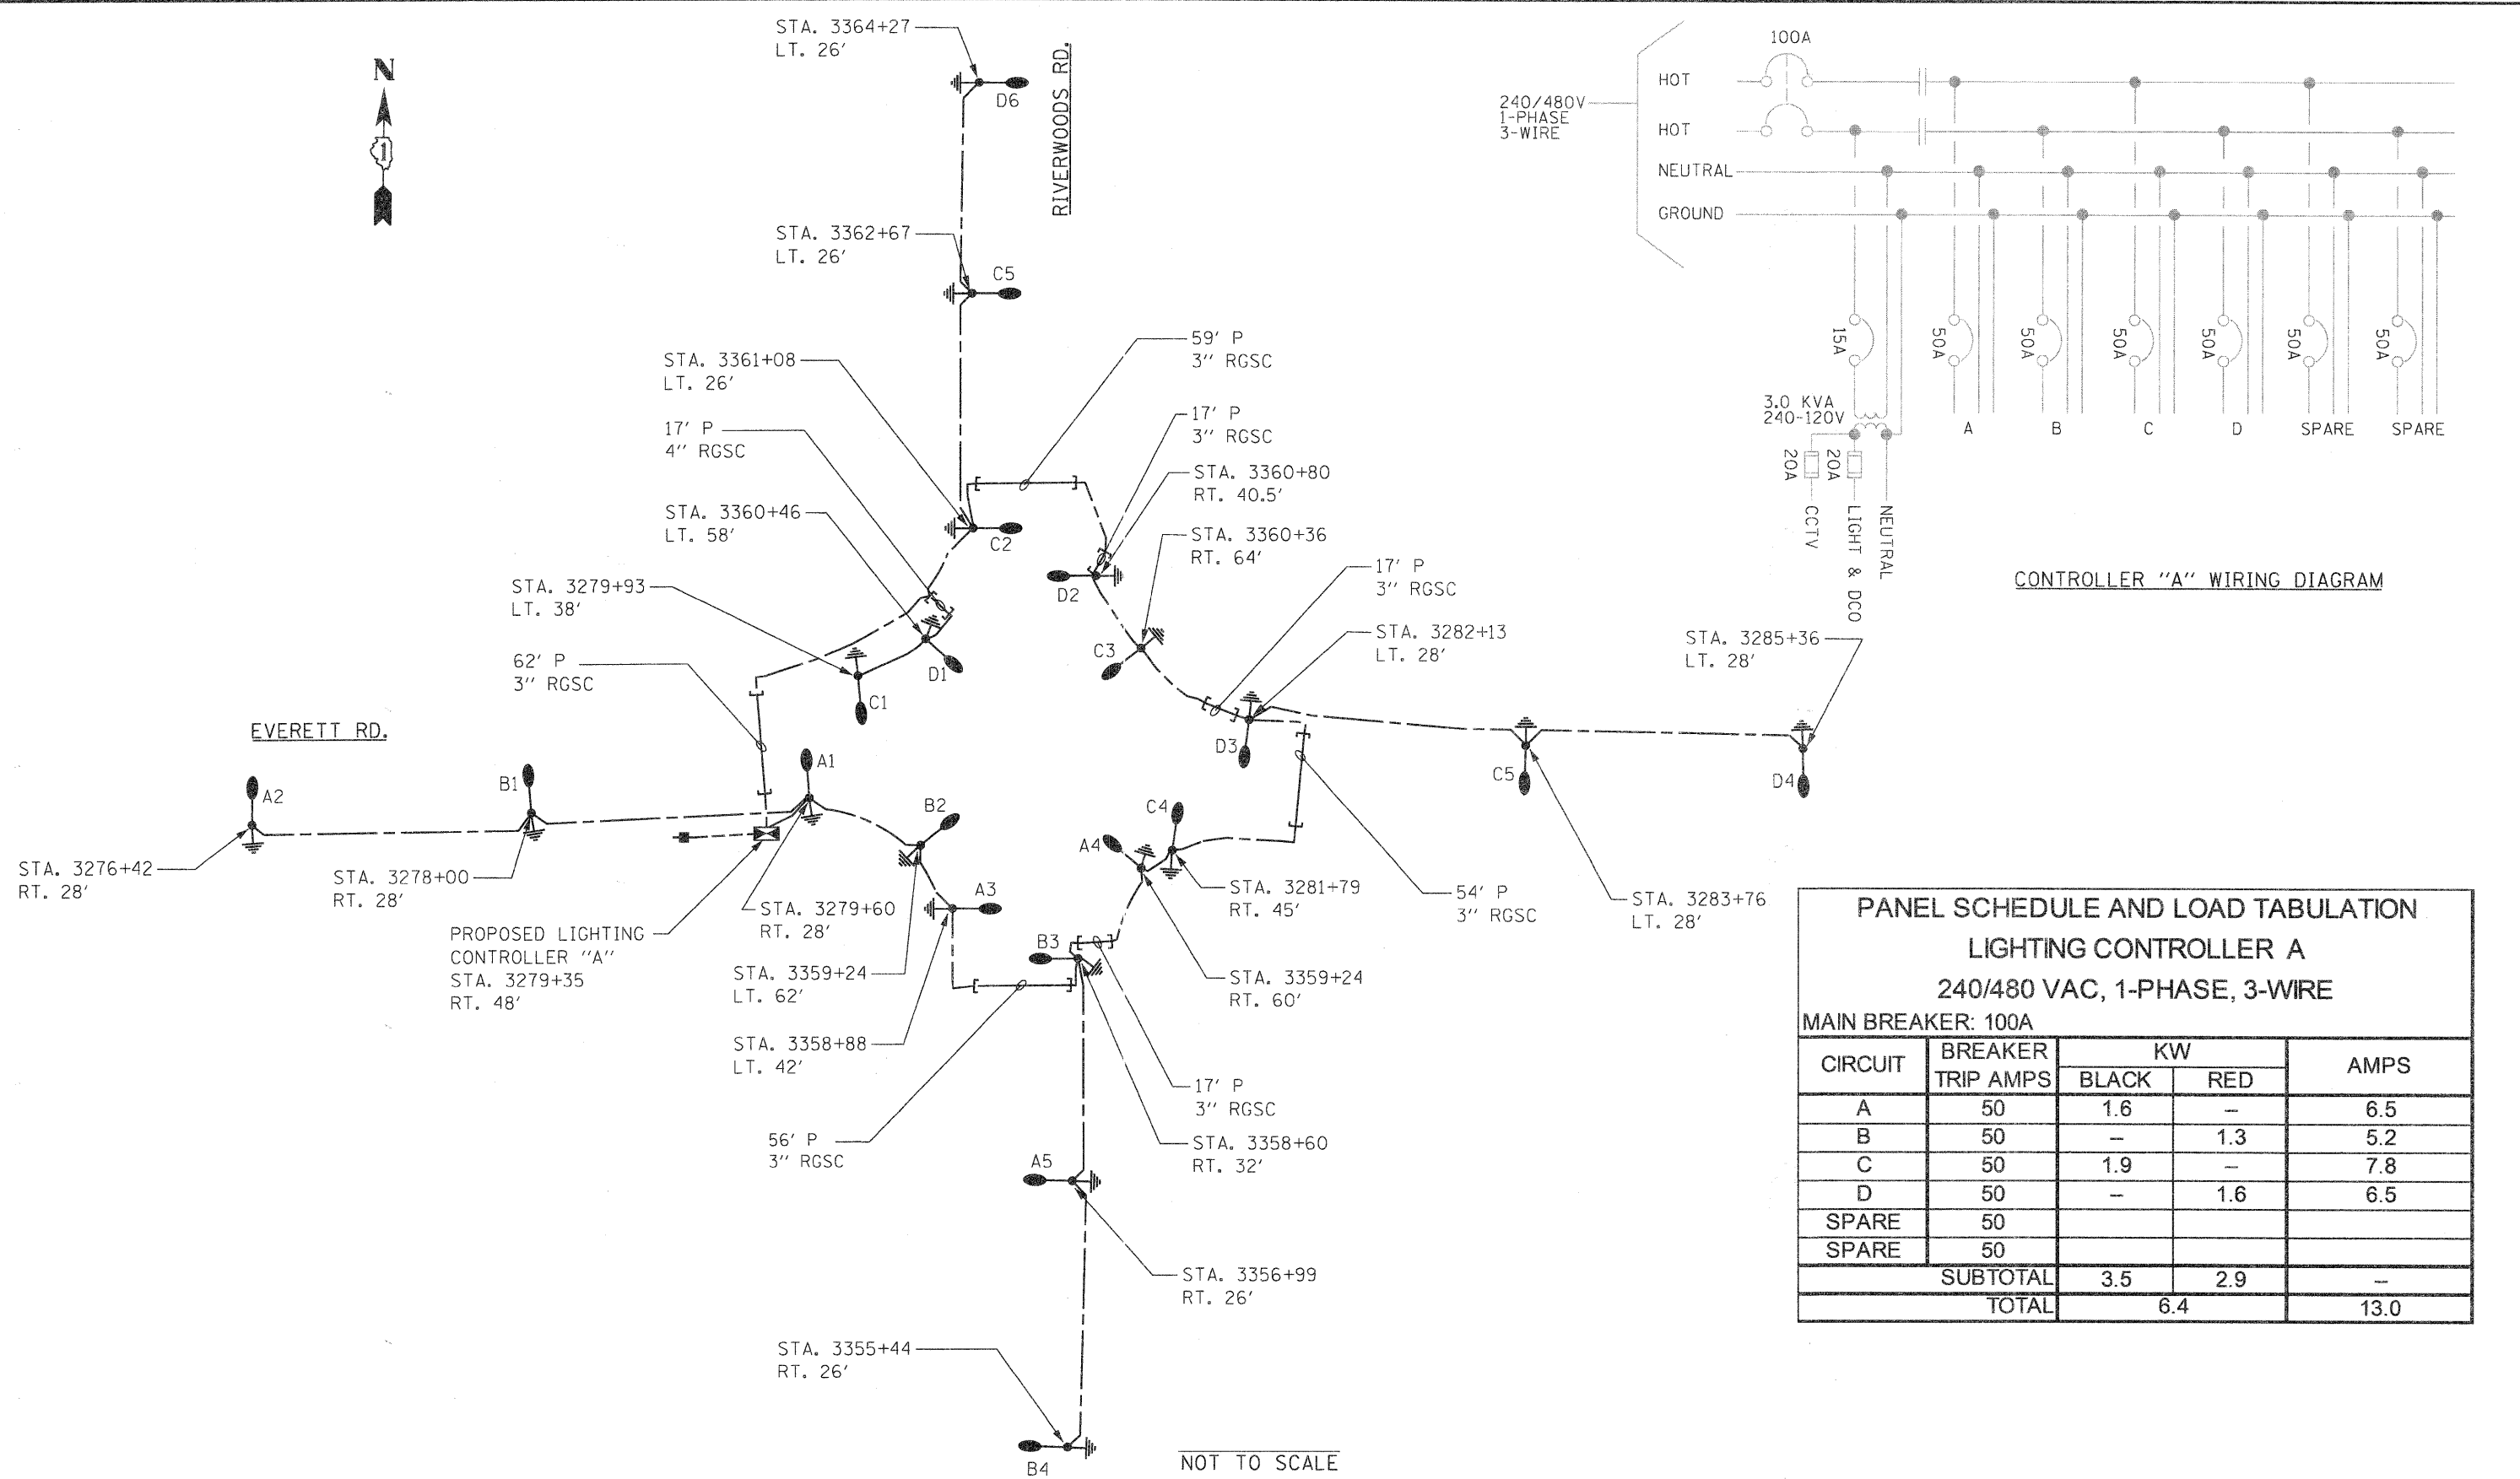 N
1
STA. 3364+27
LT. 26'
D6
RIVERWOODS RD.
STA. 3362+67
LT. 26'
C5
59' P
3" RGSC
STA. 3361+08
LT. 26'
17' P
3" RGSC
17' P
4" RGSC
STA. 3360+80
RT. 40.5'
STA. 3360+46
LT. 58'
C2
STA. 3360+36
RT. 64'
17' P
3" RGSC
STA. 3279+93
LT. 38'
D2
STA. 3282+13
LT. 28'
STA. 3285+36
LT. 28'
62' P
3" RGSC
D1
C3
C1
EVERETT RD.
D3
C5
D4
A1
B1
A2
B2
C4
A4
STA. 3276+42
RT. 28'
STA. 3278+00
RT. 28'
A3
STA. 3279+60
RT. 28'
STA. 3281+79
RT. 45'
54' P
3" RGSC
STA. 3283+76
LT. 28'
PROPOSED LIGHTING
CONTROLLER "A"
STA. 3279+35
RT. 48'
B3
STA. 3359+24
LT. 62'
STA. 3359+24
RT. 60'
STA. 3358+88
LT. 42'
17' P
3" RGSC
56' P
3" RGSC
STA. 3358+60
RT. 32'
A5
STA. 3356+99
RT. 26'
STA. 3355+44
RT. 26'
B4
NOT TO SCALE
100A
240/480V
1-PHASE
3-WIRE
HOT
HOT
NEUTRAL
GROUND
15A
50A
50A
50A
50A
50A
50A
3.0 KVA
240-120V
A
B
C
D
SPARE
SPARE
20A
20A
CCTV
LIGHT & DCO
NEUTRAL
CONTROLLER "A" WIRING DIAGRAM
PANEL SCHEDULE AND LOAD TABULATION
LIGHTING CONTROLLER A
240/480 VAC, 1-PHASE, 3-WIRE
MAIN BREAKER: 100A
CIRCUIT BREAKER TRIP AMPS KW AMPS
BLACK RED
A 50 1.6 – 6.5
B 50 – 1.3 5.2
C 50 1.9 – 7.8
D 50 – 1.6 6.5
SPARE 50
SPARE 50
SUBTOTAL 3.5 2.9 –
TOTAL 6.4 13.0